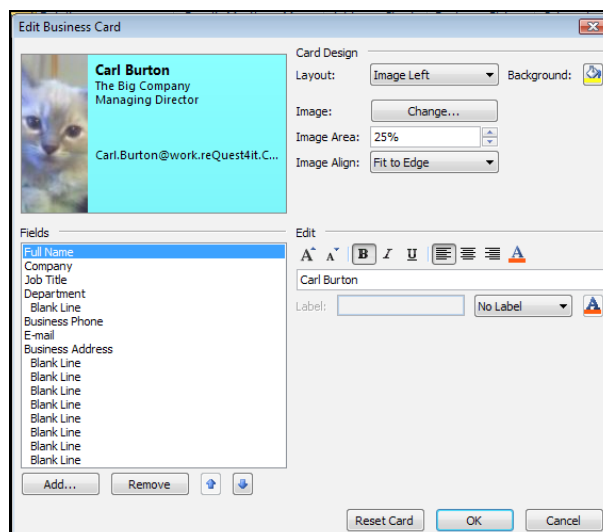 Edit Business Card
Carl Burton
The Big Company
Managing Director
Carl.Burton@work.reQuest4it.C...
Card Design
Layout: Image Left Background:
Image: Change...
Image Area: 25%
Image Align: Fit to Edge
Fields
Full Name
Company
Job Title
Department
Blank Line
Business Phone
E-mail
Business Address
Blank Line
Blank Line
Blank Line
Blank Line
Blank Line
Blank Line
Blank Line
Blank Line
Add... Remove
Edit
A A B I U A
Carl Burton
Label: No Label A
Reset Card OK Cancel